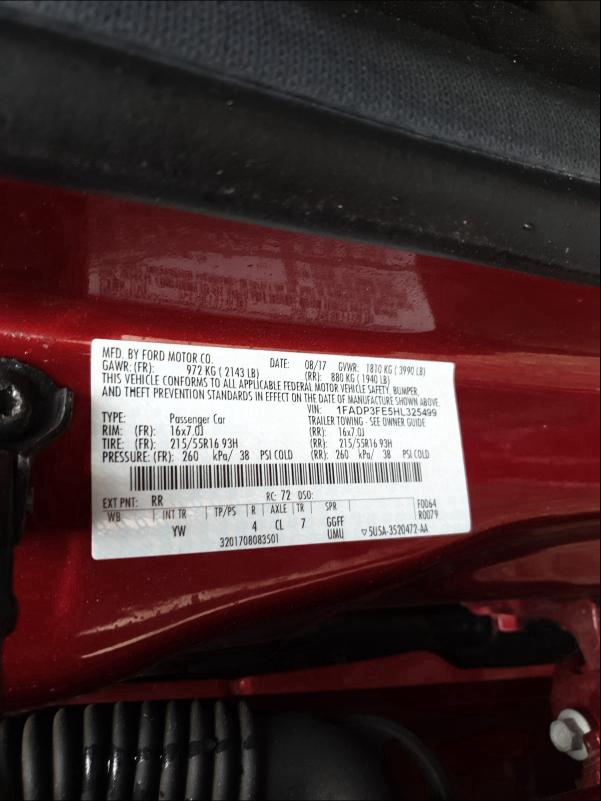 MFD. BY FORD MOTOR CO.
DATE: 08/17 GVWR: 1810 KG (3990 LB)
GAWR: (FR): 972 KG (2143 LB) (RR): 880 KG (1940 LB)
THIS VEHICLE CONFORMS TO ALL APPLICABLE FEDERAL MOTOR VEHICLE SAFETY, BUMPER,
AND THEFT PREVENTION STANDARDS IN EFFECT ON THE DATE OF MANUFACTURE SHOWN ABOVE.
VIN: 1FADP3FE5HL325499
TYPE: Passenger Car TRAILER TOWING - SEE OWNERS GUIDE
RIM: (FR): 16x7.0J (RR): 16x7.0J
TIRE: (FR): 215/55R16 93H (RR): 215/55R16 93H
PRESSURE: (FR): 260 kPa/ 38 PSI COLD (RR): 260 kPa/ 38 PSI COLD
EXT PNT: RR RC: 72 DSO: F0064
WB INT TR TP/PS R AXLE TR SPR R0079
YW 4 CL 7 GGFF
3201708083501 UMU 5USA-3520472-AA